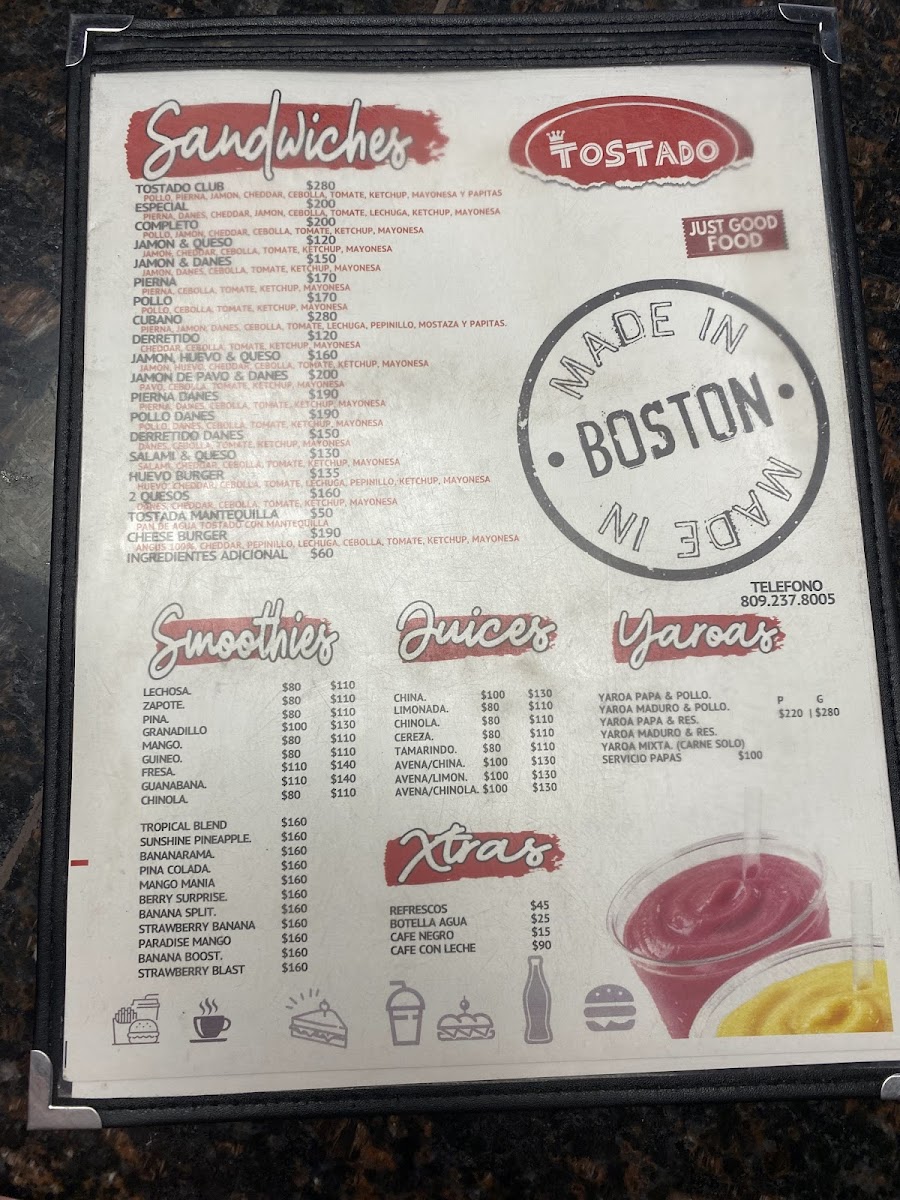 Sandwiches
TOSTADO
JUST GOOD
FOOD
TOSTADO CLUB $280
POLLO, PIERNA, JAMON, CHEDDAR, CEBOLLA, TOMATE, KETCHUP, MAYONESA Y PAPITAS
ESPECIAL $200
PIERNA, DANES, CHEDDAR, JAMON, CEBOLLA, TOMATE, LECHUGA, KETCHUP, MAYONESA
COMPLETO $200
POLLO, JAMON, CHEDDAR, CEBOLLA, TOMATE, KETCHUP, MAYONESA
JAMON & QUESO $120
JAMON, CHEDDAR, CEBOLLA, TOMATE, KETCHUP, MAYONESA
JAMON & DANES $150
JAMON, DANES, CEBOLLA, TOMATE, KETCHUP, MAYONESA
PIERNA $170
PIERNA, CEBOLLA, TOMATE, KETCHUP, MAYONESA
POLLO $170
POLLO, CEBOLLA, TOMATE, KETCHUP, MAYONESA
CUBANO $280
PIERNA, JAMON, DANES, CEBOLLA, TOMATE, LECHUGA, PEPINILLO, MOSTAZA Y PAPITAS.
DERRETIDO $120
CHEDDAR, CEBOLLA, TOMATE, KETCHUP, MAYONESA
JAMON, HUEVO & QUESO $160
JAMON, HUEVO, CHEDDAR, CEBOLLA, TOMATE, KETCHUP, MAYONESA
JAMON DE PAVO & DANES $200
PAVO, CEBOLLA, TOMATE, KETCHUP, MAYONESA
PIERNA DANES $190
PIERNA, DANES, CEBOLLA, TOMATE, KETCHUP, MAYONESA
POLLO DANES $190
POLLO, DANES, CEBOLLA, TOMATE, KETCHUP, MAYONESA
DERRETIDO DANES $150
DANES, CEBOLLA, TOMATE, KETCHUP, MAYONESA
SALAMI & QUESO $130
SALAMI, CHEDDAR, CEBOLLA, TOMATE, KETCHUP, MAYONESA
HUEVO BURGER $135
HUEVO, CHEDDAR, CEBOLLA, TOMATE, LECHUGA, PEPINILLO, KETCHUP, MAYONESA
2 QUESOS $160
DANES, CHEDDAR, CEBOLLA, TOMATE, KETCHUP, MAYONESA
TOSTADA MANTEQUILLA $50
PAN DE AGUA TOSTADO CON MANTEQUILLA
CHEESE BURGER $190
ANGUS 100%, CHEDDAR, PEPINILLO, LECHUGA, CEBOLLA, TOMATE, KETCHUP, MAYONESA
INGREDIENTES ADICIONAL $60
MADE IN
BOSTON
MADE IN
TELEFONO
809.237.8005
Smoothies
LECHOSA. $80 $110
ZAPOTE. $80 $110
PINA. $80 $110
GRANADILLO $100 $130
MANGO. $80 $110
GUINEO. $80 $110
FRESA. $110 $140
GUANABANA. $110 $140
CHINOLA. $80 $110
TROPICAL BLEND $160
SUNSHINE PINEAPPLE. $160
BANANARAMA. $160
PINA COLADA. $160
MANGO MANIA $160
BERRY SURPRISE. $160
BANANA SPLIT. $160
STRAWBERRY BANANA $160
PARADISE MANGO $160
BANANA BOOST. $160
STRAWBERRY BLAST $160
Juices
CHINA. $100 $130
LIMONADA. $80 $110
CHINOLA. $80 $110
CEREZA. $80 $110
TAMARINDO. $80 $110
AVENA/CHINA. $100 $130
AVENA/LIMON. $100 $130
AVENA/CHINOLA. $100 $130
Xtras
REFRESCOS $45
BOTELLA AGUA $25
CAFE NEGRO $15
CAFE CON LECHE $90
Yaroas
YAROA PAPA & POLLO. P G
YAROA MADURO & POLLO. $220 | $280
YAROA PAPA & RES.
YAROA MADURO & RES.
YAROA MIXTA. (CARNE SOLO)
SERVICIO PAPAS $100